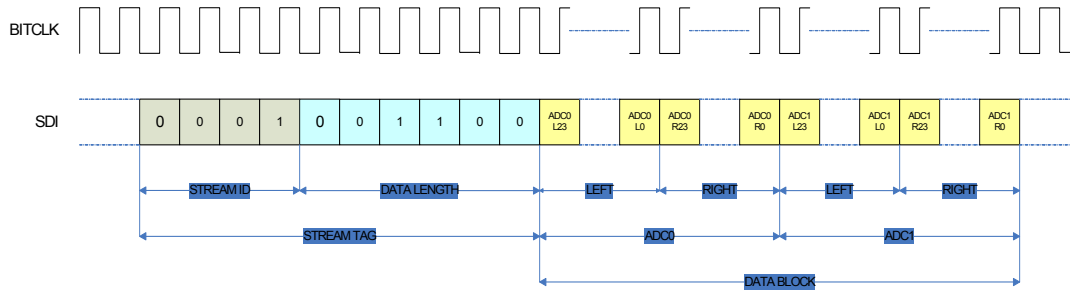 BITCLK
SDI
0 0 0 1 0 0 1 1 0 0
ADC0 L23
ADC0 L0
ADC0 R23
ADC0 R0
ADC1 L23
ADC1 L0
ADC1 R23
ADC1 R0
STREAM ID
DATA LENGTH
LEFT
RIGHT
LEFT
RIGHT
STREAM TAG
ADC0
ADC1
DATA BLOCK